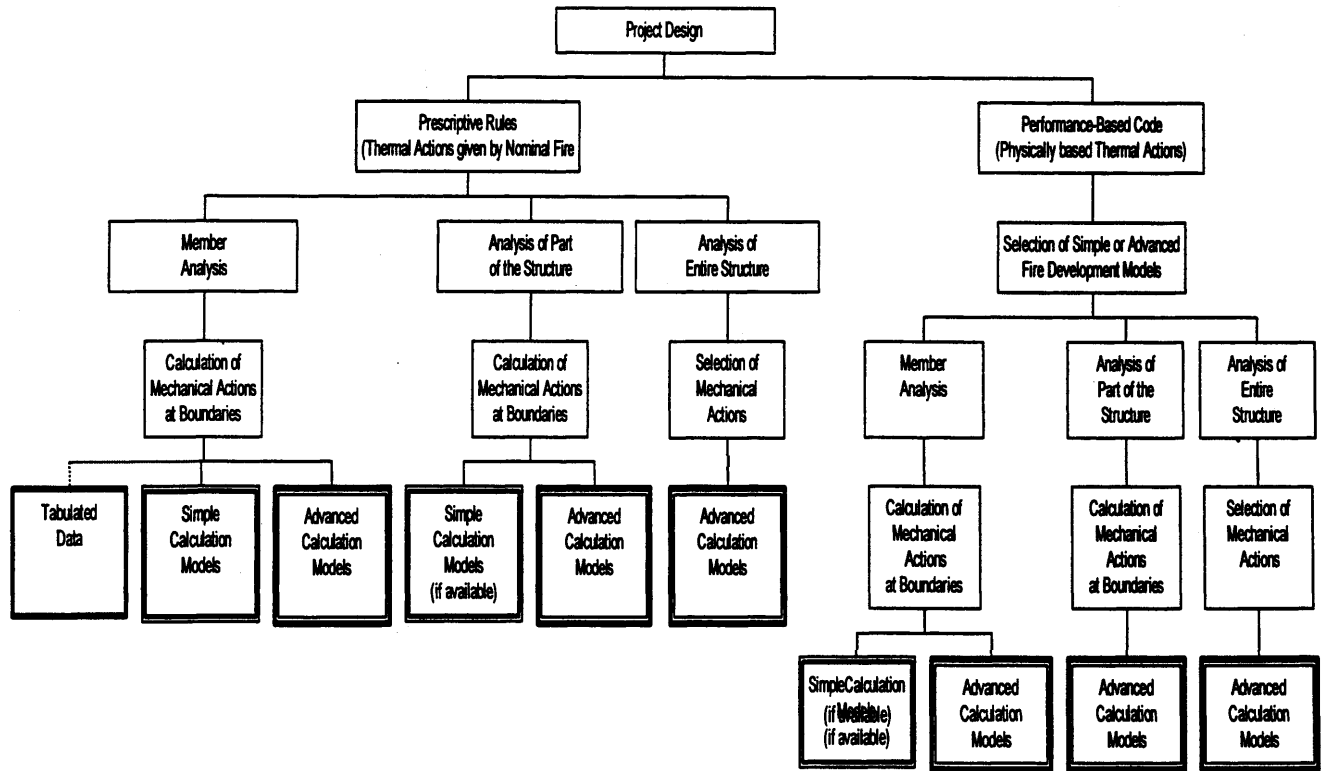 Project Design
Prescriptive Rules
(Thermal Actions given by Nominal Fire
Performance-Based Code
(Physically based Thermal Actions)
Member
Analysis
Analysis of Part
of the Structure
Analysis of
Entire Structure
Selection of Simple or Advanced
Fire Development Models
Calculation of
Mechanical Actions
at Boundaries
Calculation of
Mechanical Actions
at Boundaries
Selection of
Mechanical
Actions
Member
Analysis
Analysis of
Part of the
Structure
Analysis of
Entire
Structure
Tabulated
Data
Simple
Calculation
Models
Advanced
Calculation
Models
Simple
Calculation
Models
(if available)
Advanced
Calculation
Models
Advanced
Calculation
Models
Calculation of
Mechanical
Actions
at Boundaries
Calculation of
Mechanical
Actions
at Boundaries
Selection of
Mechanical
Actions
SimpleCalculation
Models
(if available)
(if available)
Advanced
Calculation
Models
Advanced
Calculation
Models
Advanced
Calculation
Models